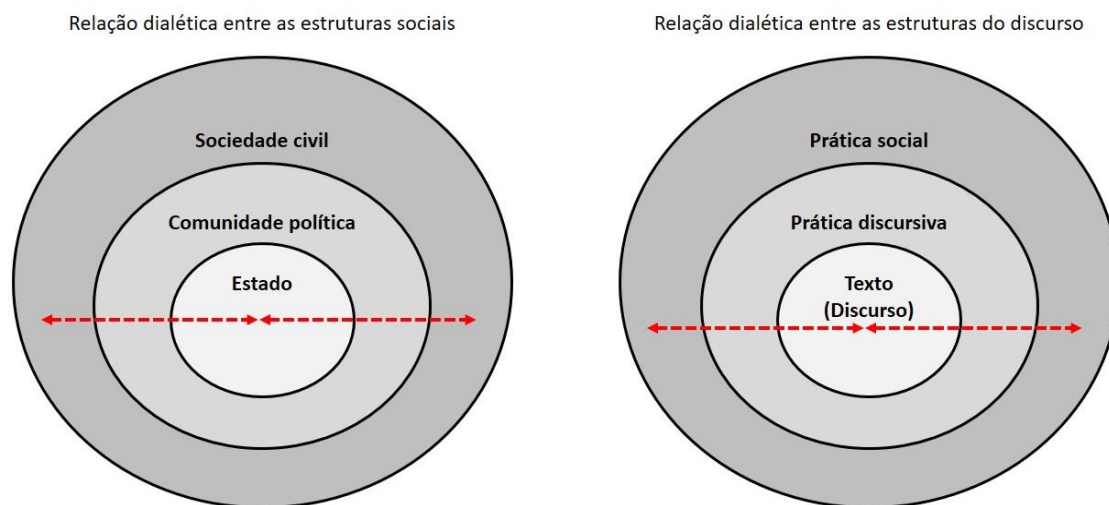 Relação dialética entre as estruturas sociais
Sociedade civil
Comunidade política
Estado
Relação dialética entre as estruturas do discurso
Prática social
Prática discursiva
Texto
(Discurso)